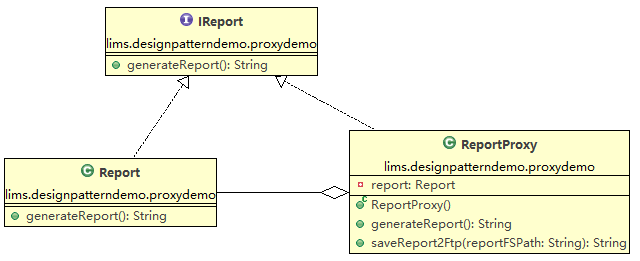 IReport
lims.designpatterndemo.proxydemo
generateReport(): String
Report
lims.designpatterndemo.proxydemo
generateReport(): String
ReportProxy
lims.designpatterndemo.proxydemo
report: Report
ReportProxy()
generateReport(): String
saveReport2Ftp(reportFSPath: String): String